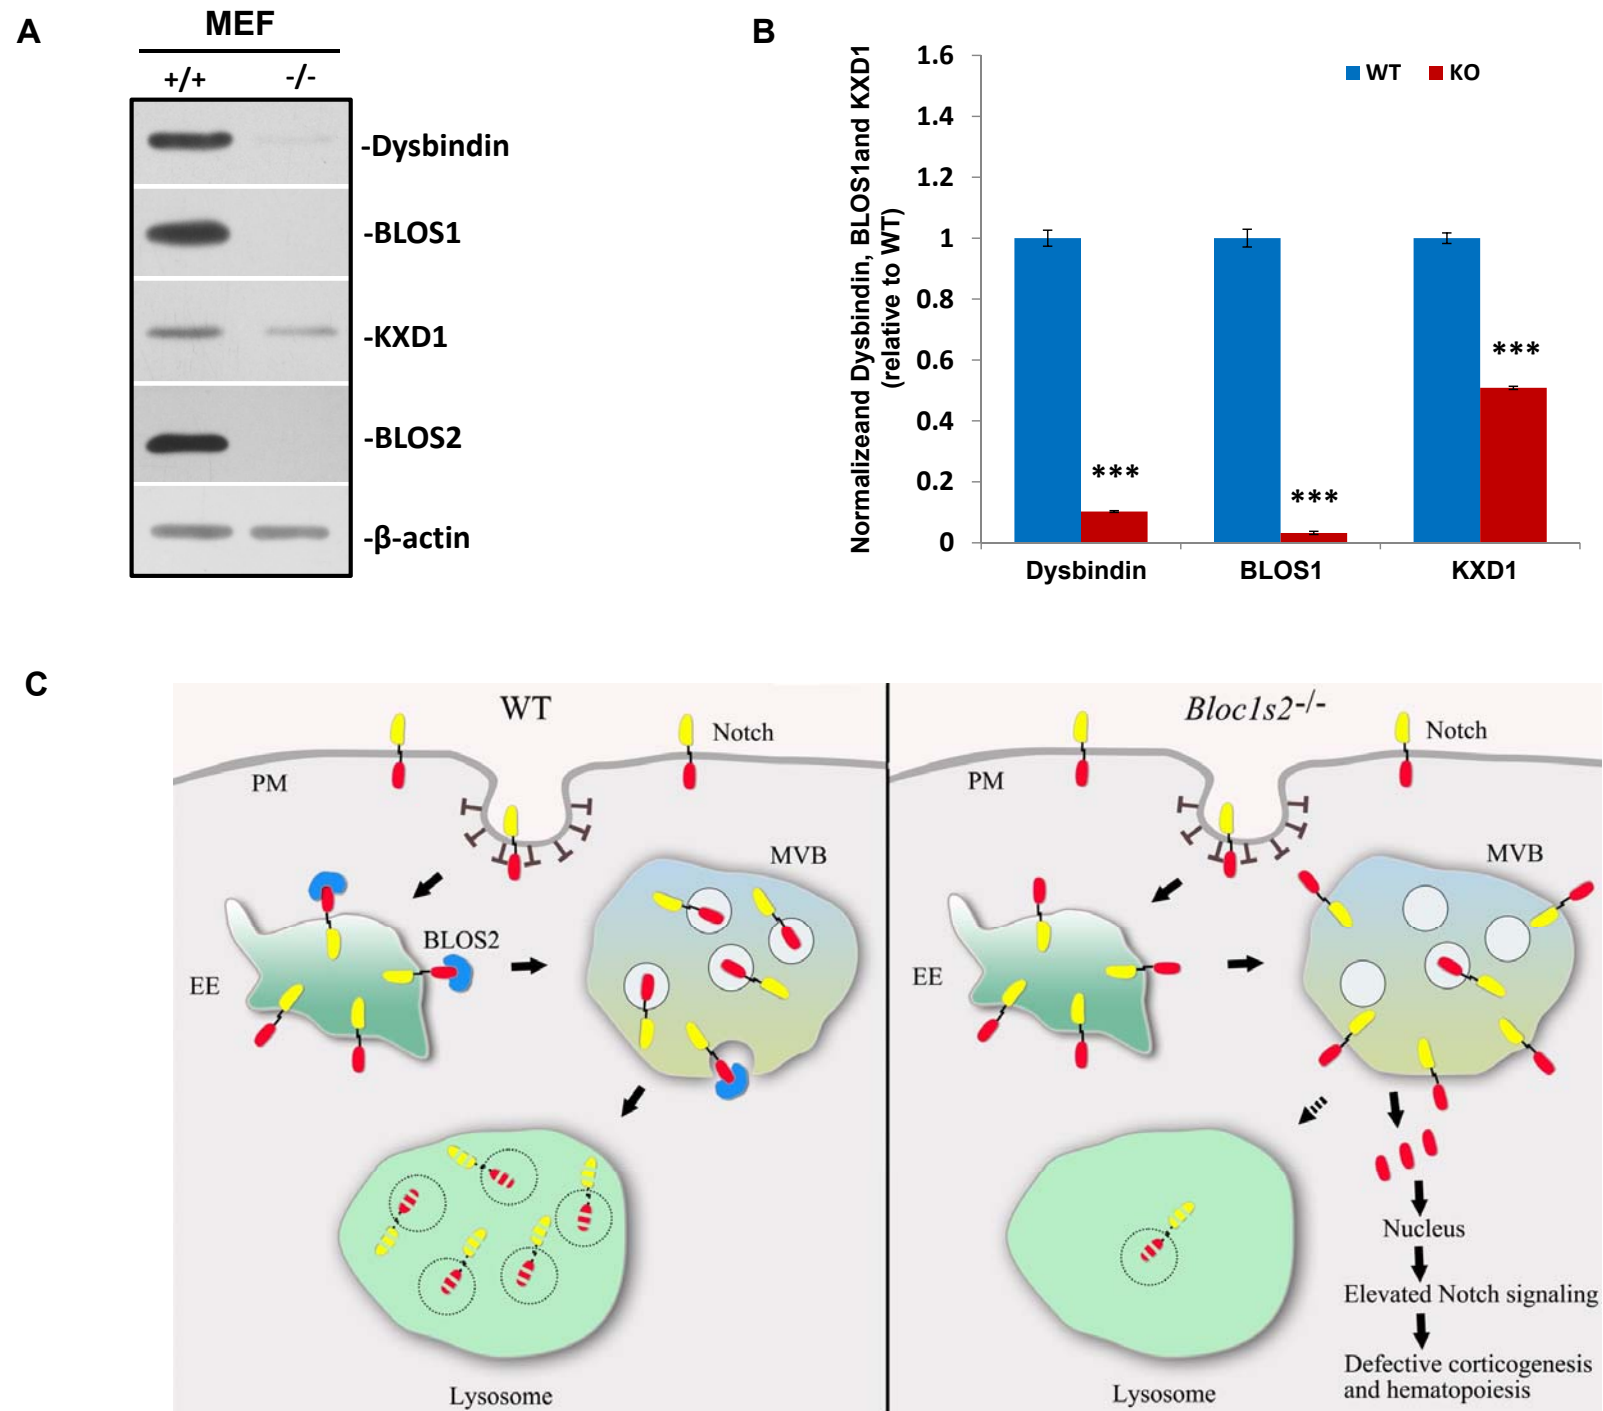 A
MEF
+/+ -/-
-Dysbindin
-BLOS1
-KXD1
-BLOS2
-β-actin
B
Normalizeand Dysbindin, BLOS1and KXD1
(relative to WT)
1.6
1.4
1.2
1
0.8
0.6
0.4
0.2
0
WT KO
***
***
***
Dysbindin BLOS1 KXD1
C
WT
Notch
PM
MVB
BLOS2
EE
Lysosome
Bloc1s2-/-
Notch
PM
MVB
EE
Nucleus
Elevated Notch signaling
Defective corticogenesis
and hematopoiesis
Lysosome